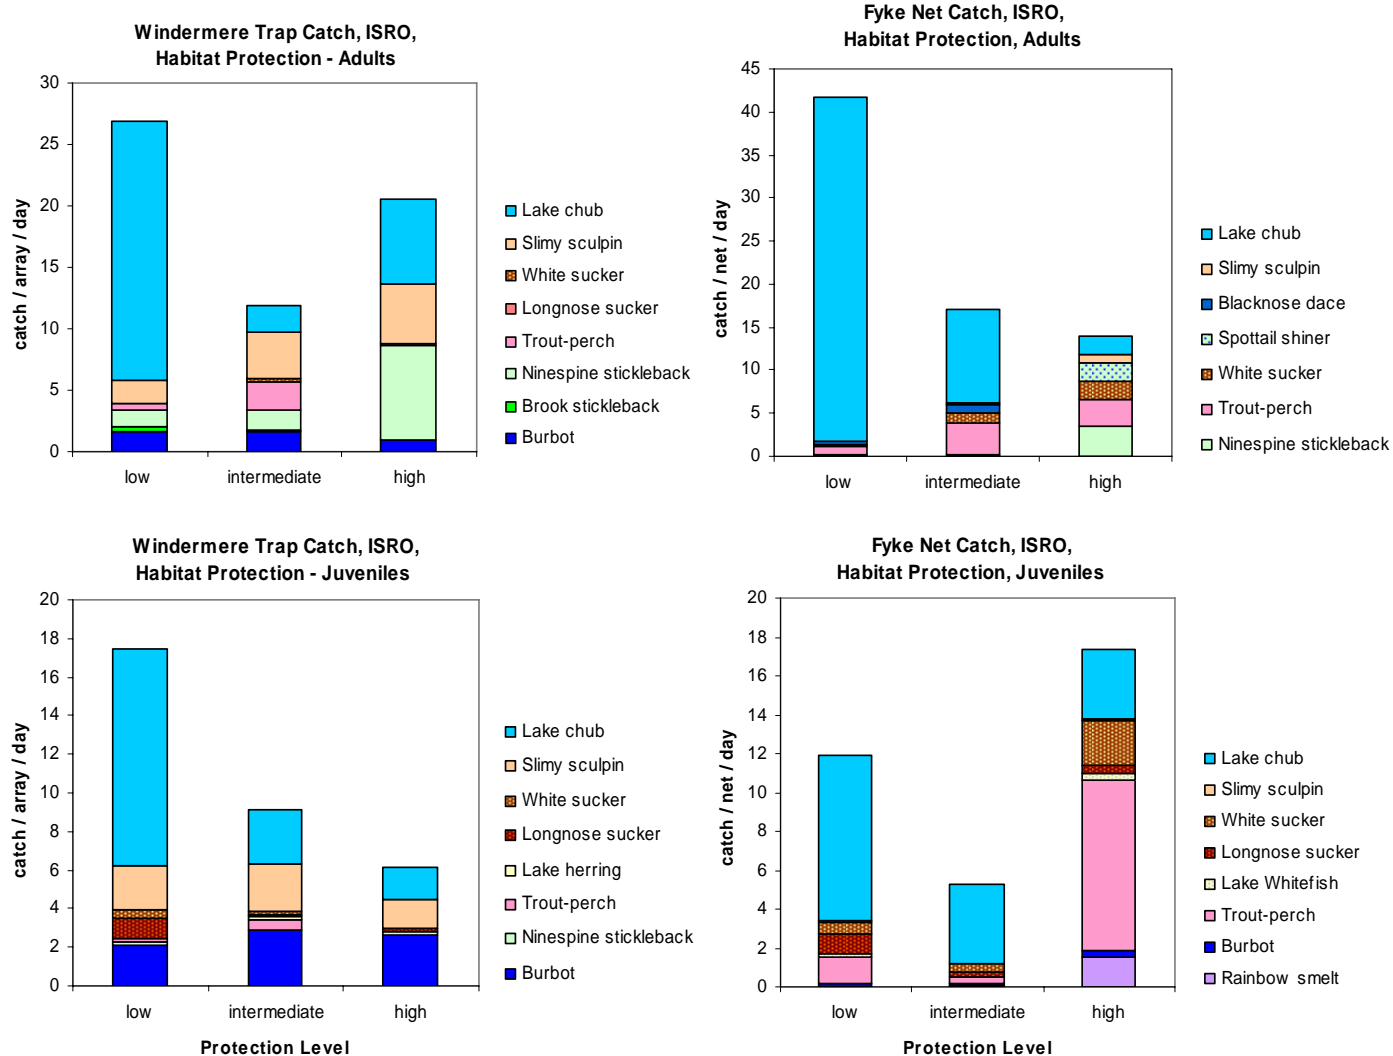 Windermere Trap Catch, ISRO,
Habitat Protection - Adults
30
25
20
15
10
5
0
catch / array / day
low
intermediate
high
Lake chub
Slimy sculpin
White sucker
Longnose sucker
Trout-perch
Ninespine stickleback
Brook stickleback
Burbot
Fyke Net Catch, ISRO,
Habitat Protection, Adults
45
40
35
30
25
20
15
10
5
0
catch / net / day
low
intermediate
high
Lake chub
Slimy sculpin
Blacknose dace
Spottail shiner
White sucker
Trout-perch
Ninespine stickleback
Windermere Trap Catch, ISRO,
Habitat Protection - Juveniles
20
18
16
14
12
10
8
6
4
2
0
catch / array / day
low
intermediate
high
Protection Level
Lake chub
Slimy sculpin
White sucker
Longnose sucker
Lake herring
Trout-perch
Ninespine stickleback
Burbot
Fyke Net Catch, ISRO,
Habitat Protection, Juveniles
20
18
16
14
12
10
8
6
4
2
0
catch / net / day
low
intermediate
high
Protection Level
Lake chub
Slimy sculpin
White sucker
Longnose sucker
Lake Whitefish
Trout-perch
Burbot
Rainbow smelt